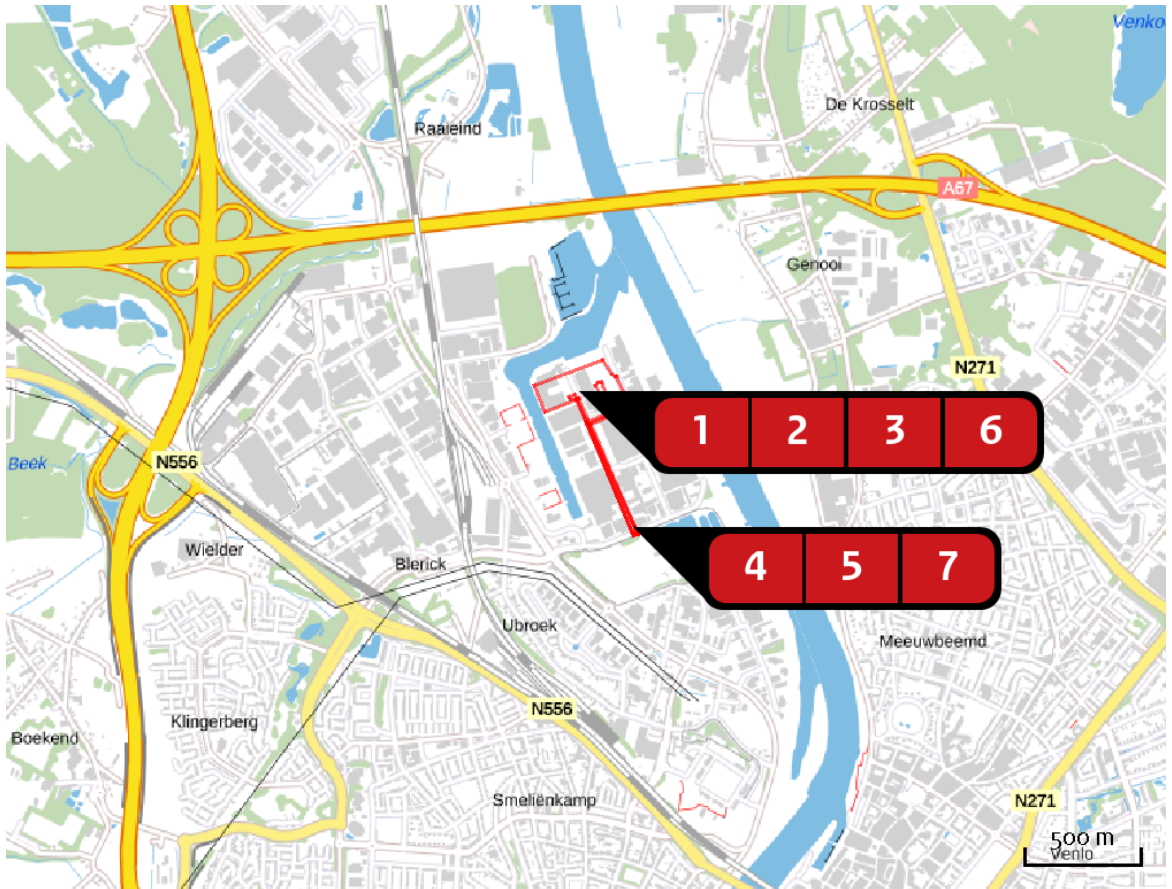 Venko
De Krosselt
Raaieind
A67
Genooi
N271
1 2 3 6
Beek
N556
4 5 7
Wielder
Blerick
Ubroek
Meeuwbeemd
N556
Klingerberg
Boekend
Smeliënkamp
N271
500 m
Venlo